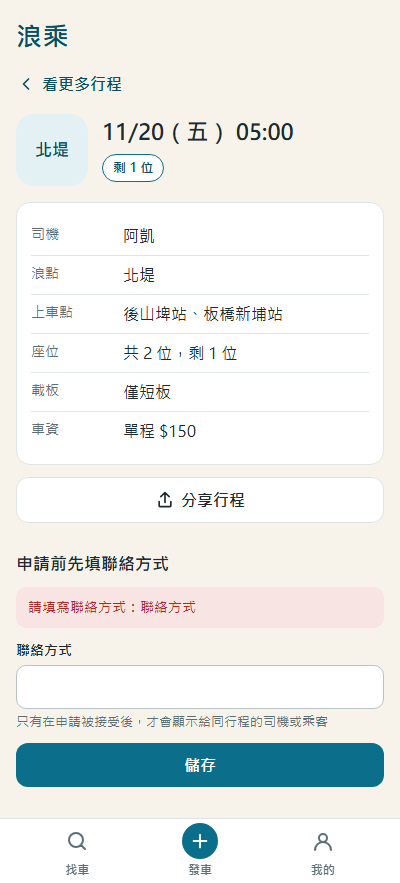 浪乘
看更多行程
北堤
11/20（五）05:00
剩 1 位
司機 阿凱
浪點 北堤
上車點 後山埤站、板橋新埔站
座位 共 2 位，剩 1 位
載板 僅短板
車資 單程 $150
分享行程
申請前先填聯絡方式
請填寫聯絡方式：聯絡方式
聯絡方式
只有在申請被接受後，才會顯示給同行程的司機或乘客
儲存
找車 發車 我的